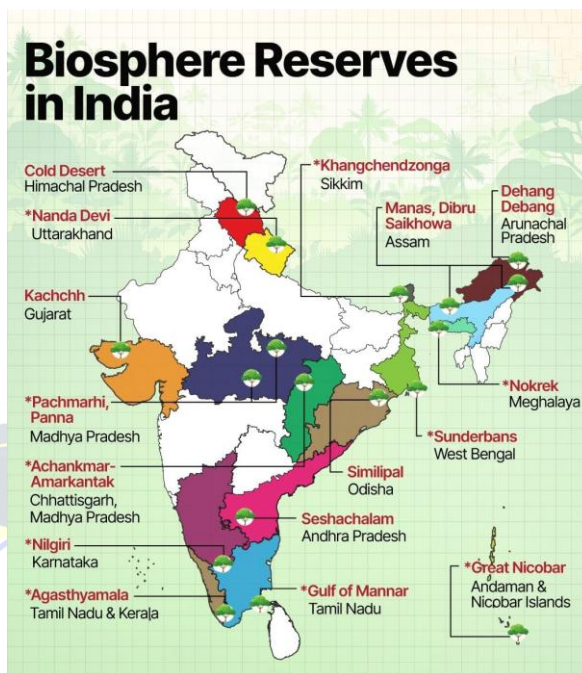 Biosphere Reserves
in India
Cold Desert
Himachal Pradesh
*Nanda Devi
Uttarakhand
Kachchh
Gujarat
*Pachmarhi,
Panna
Madhya Pradesh
*Achankmar-
Amarkantak
Chhattisgarh,
Madhya Pradesh
*Nilgiri
Karnataka
*Agasthyamala
Tamil Nadu & Kerala
*Khangchendzonga
Sikkim
Manas, Dibru
Saikhowa
Assam
Dehang
Debang
Arunachal
Pradesh
*Nokrek
Meghalaya
*Sunderbans
West Bengal
Similipal
Odisha
Seshachalam
Andhra Pradesh
*Gulf of Mannar
Tamil Nadu
*Great Nicobar
Andaman &
Nicobar Islands